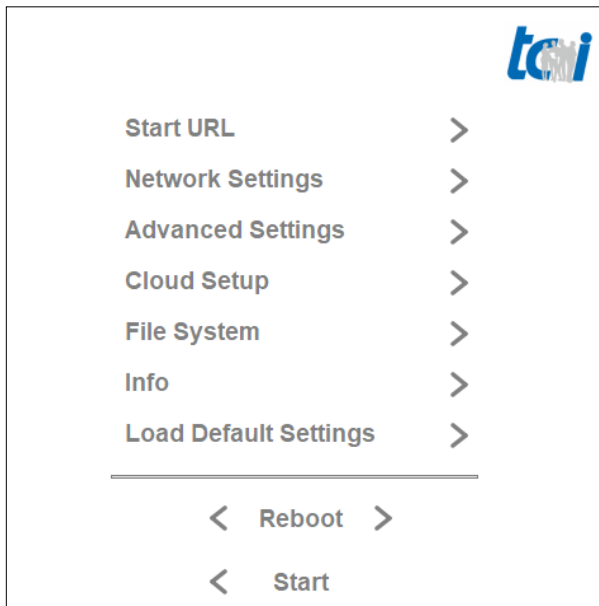 tci
Start URL >
Network Settings >
Advanced Settings >
Cloud Setup >
File System >
Info >
Load Default Settings >
< Reboot >
< Start